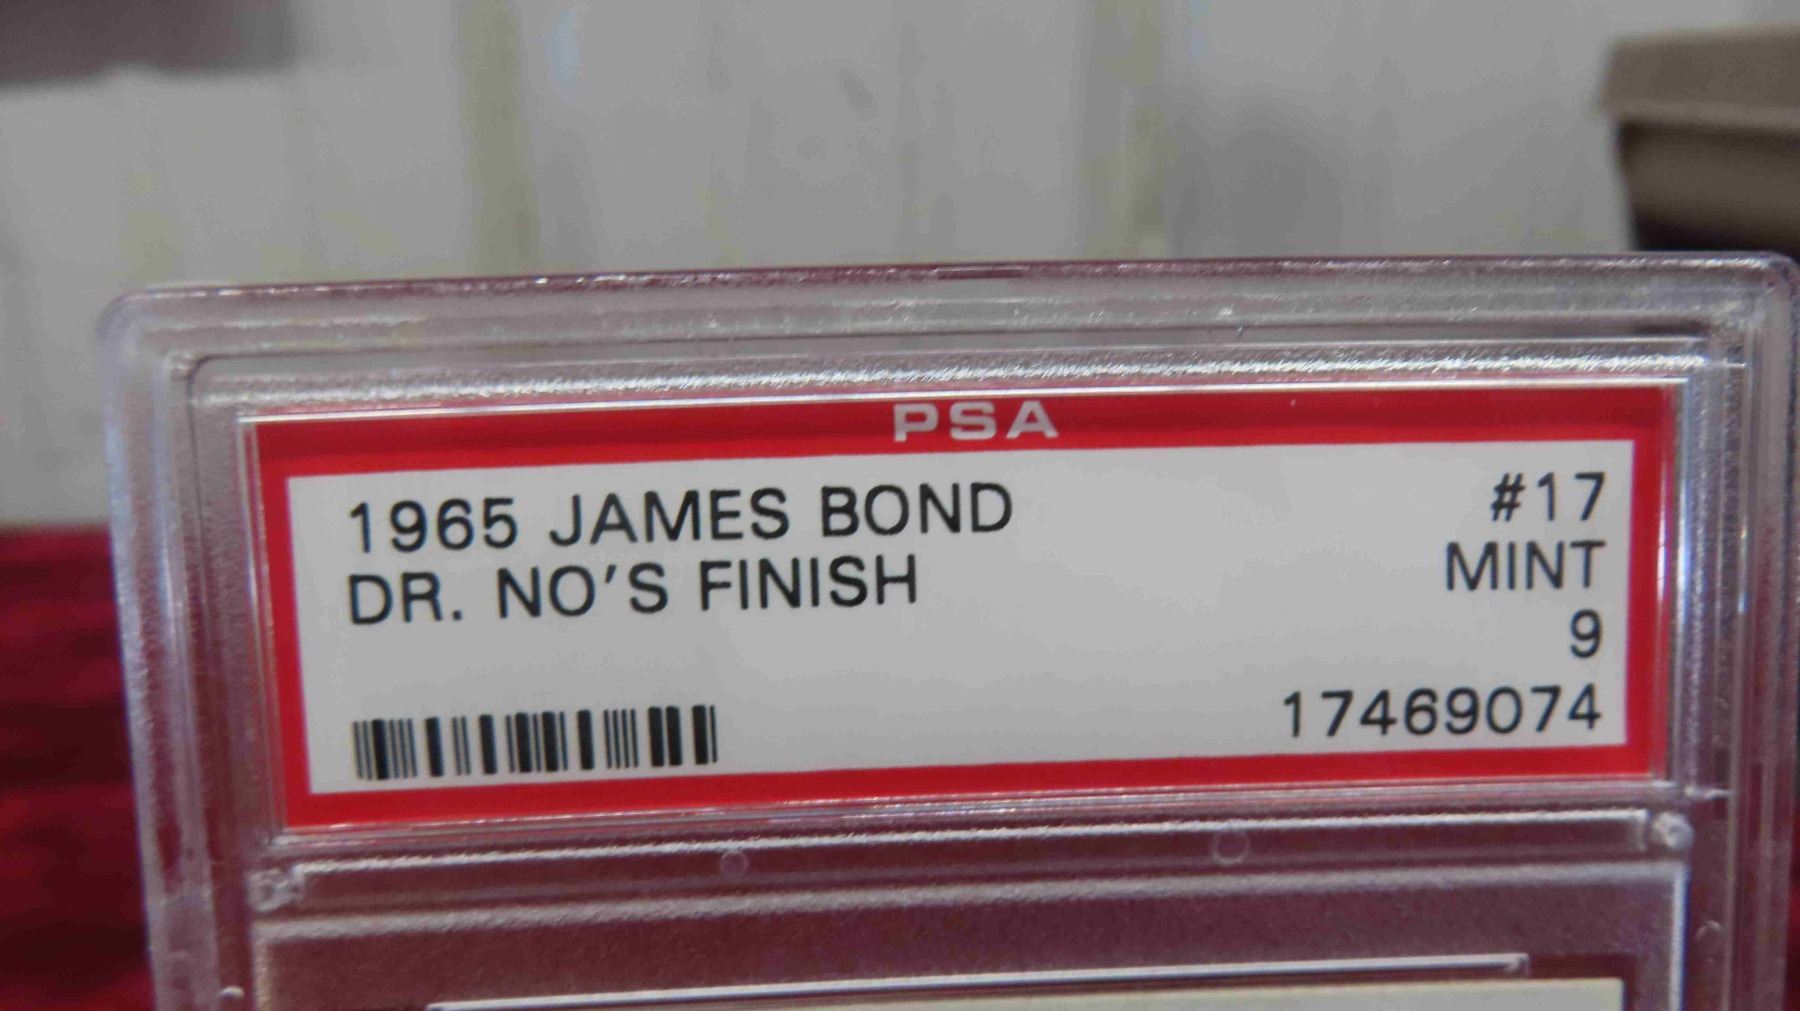 PSA
1965 JAMES BOND #17
DR. NO'S FINISH MINT
9
17469074